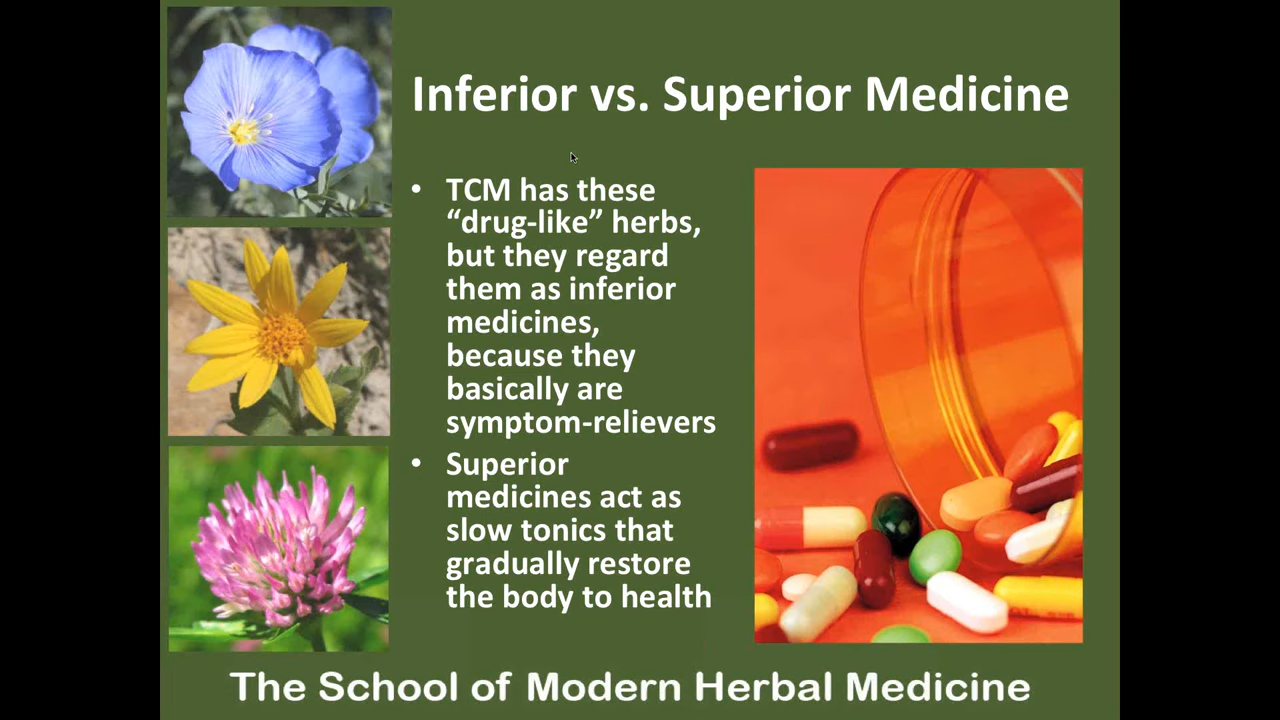 Inferior vs. Superior Medicine
• TCM has these
“drug-like” herbs,
but they regard
them as inferior
medicines,
because they
basically are
symptom-relievers
• Superior
medicines act as
slow tonics that
gradually restore
the body to health
The School of Modern Herbal Medicine